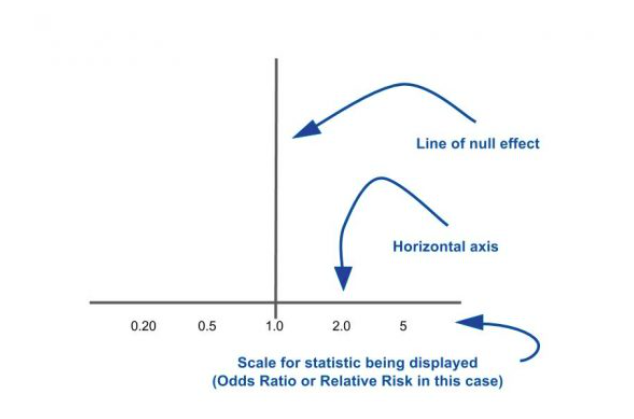 Line of null effect
Horizontal axis
0.20 0.5 1.0 2.0 5
Scale for statistic being displayed
(Odds Ratio or Relative Risk in this case)